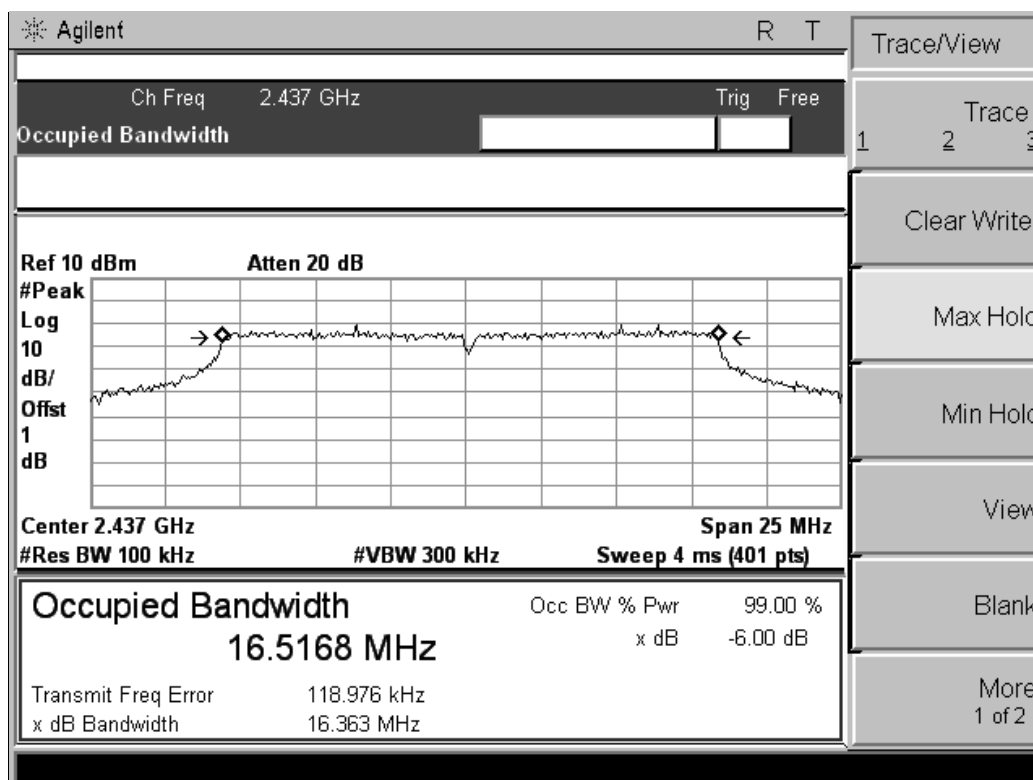 Agilent R T
Ch Freq 2.437 GHz Trig Free
Occupied Bandwidth
Ref 10 dBm Atten 20 dB
#Peak
Log
10
dB/
Offst
1
dB
Center 2.437 GHz Span 25 MHz
#Res BW 100 kHz #VBW 300 kHz Sweep 4 ms (401 pts)
Occupied Bandwidth
16.5168 MHz
Occ BW % Pwr 99.00 %
x dB -6.00 dB
Transmit Freq Error 118.976 kHz
x dB Bandwidth 16.363 MHz
Trace/View
Trace
1 2 3
Clear Write
Max Hold
Min Hold
View
Blank
More
1 of 2